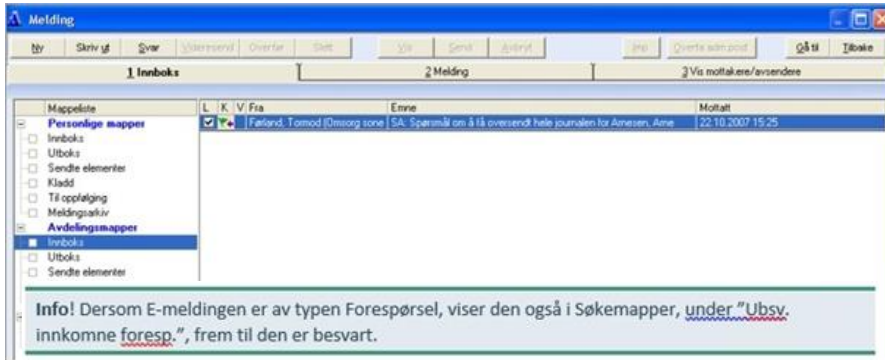 Melding
Ny Skriv ut Svar Videresend Overfør Slett Vis Send Avbryt Imp Overta adm.post Gå til Tilbake
1 Innboks 2 Melding 3 Vis mottakere/avsendere
Mappeliste L K V Fra Emne Mottatt
Personlige mapper Førland, Tormod (Omsorg sone SA: Spørsmål om å få oversendt hele journalen for Arnesen, Arne 22.10.2007 15:25
Innboks
Utboks
Sendte elementer
Kladd
Til oppfølging
Meldingsarkiv
Avdelingsmapper
Innboks
Utboks
Sendte elementer
Info! Dersom E-meldingen er av typen Forespørsel, viser den også i Søkemapper, under ”Ubsv.
innkomne foresp.”, frem til den er besvart.